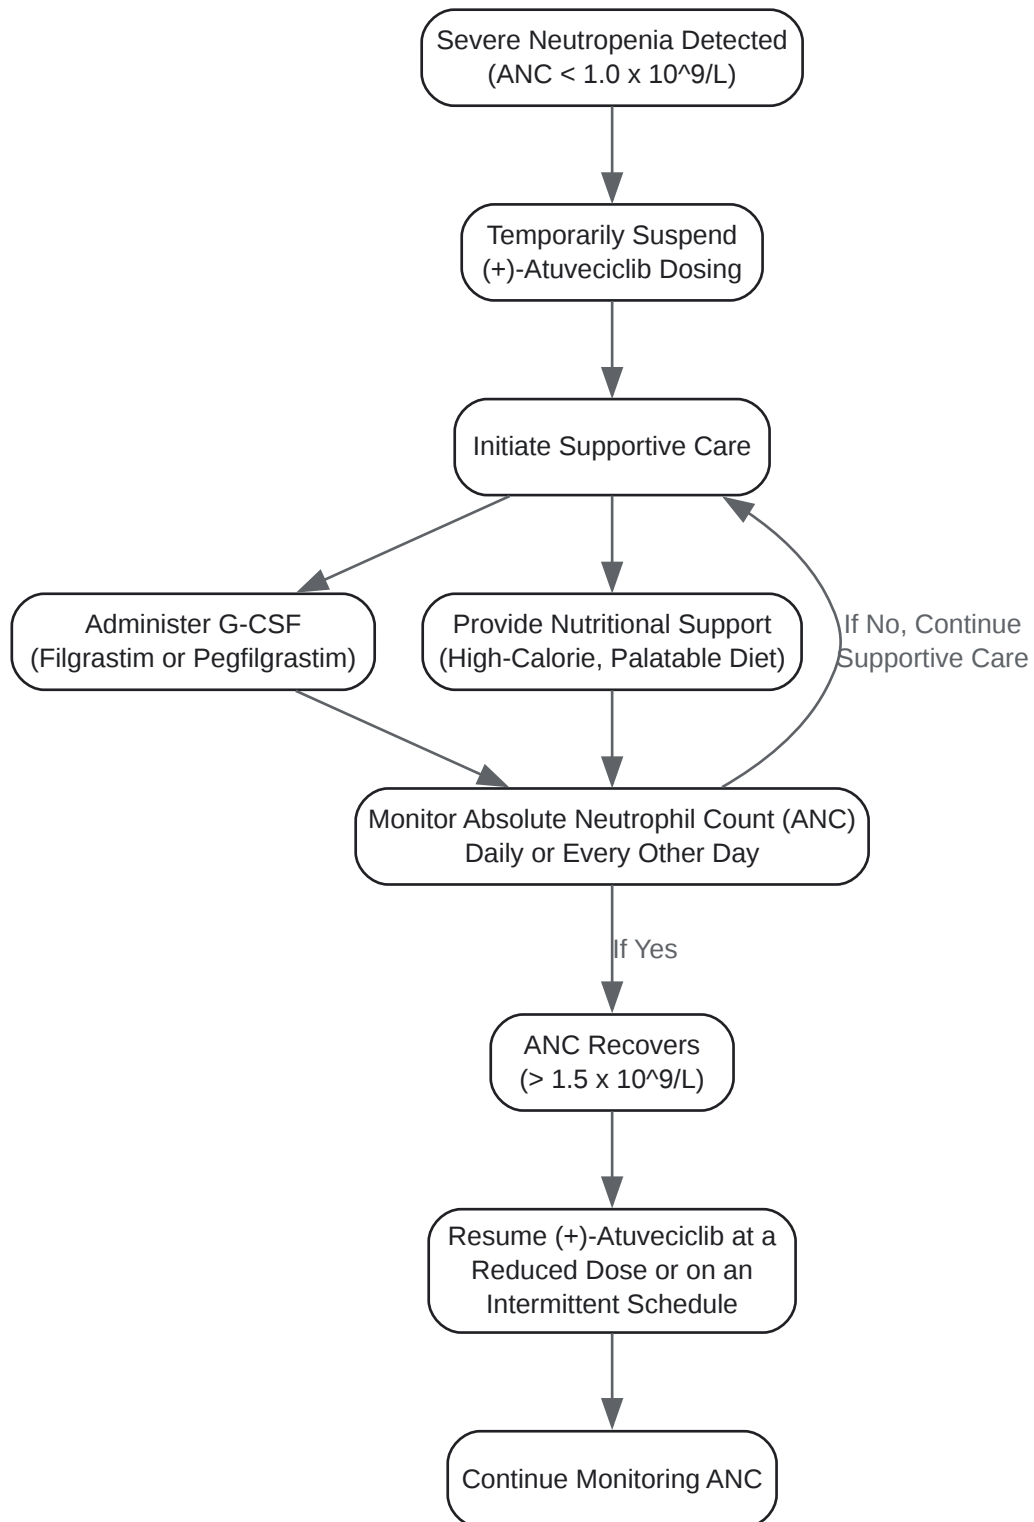 Severe Neutropenia Detected
(ANC < 1.0 x 10^9/L)
Temporarily Suspend
(+)-Atuveciclib Dosing
Initiate Supportive Care
Administer G-CSF
(Filgrastim or Pegfilgrastim)
Provide Nutritional Support
(High-Calorie, Palatable Diet)
If No, Continue
Supportive Care
Monitor Absolute Neutrophil Count (ANC)
Daily or Every Other Day
If Yes
ANC Recovers
(> 1.5 x 10^9/L)
Resume (+)-Atuveciclib at a
Reduced Dose or on an
Intermittent Schedule
Continue Monitoring ANC